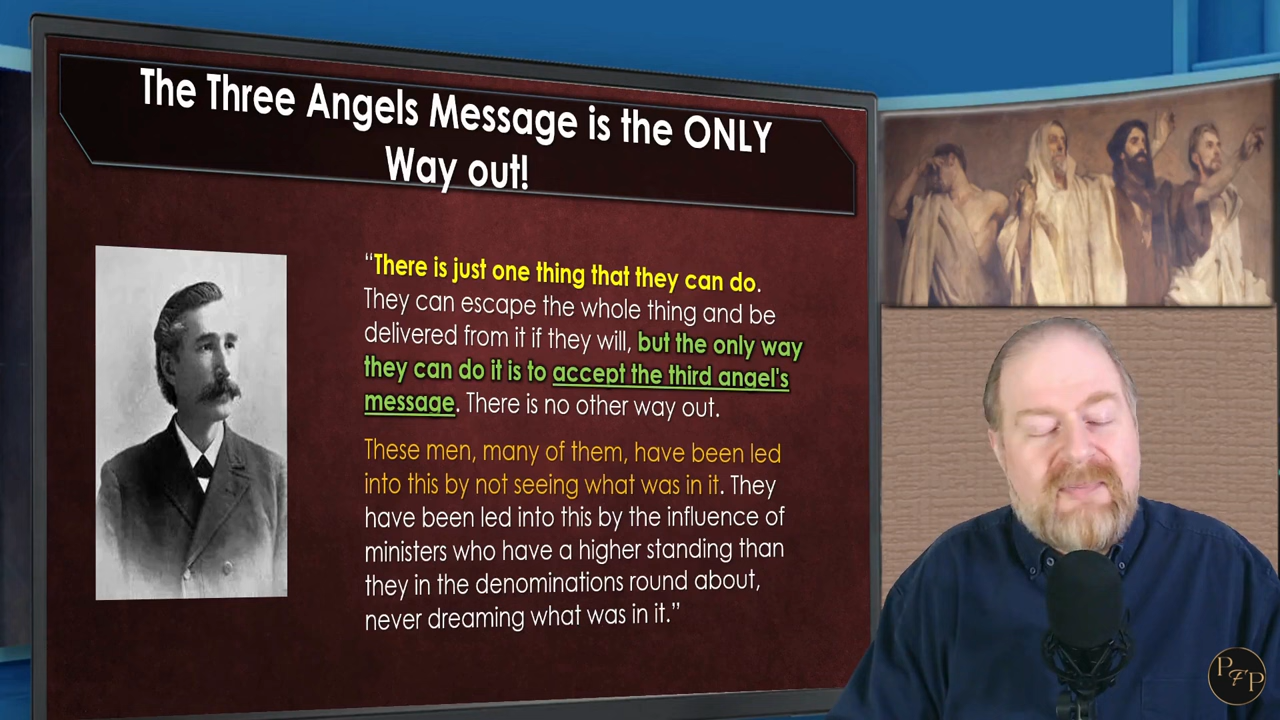 The Three Angels Message is the ONLY
Way out!
“There is just one thing that they can do.
They can escape the whole thing and be
delivered from it if they will, but the only way
they can do it is to accept the third angel's
message. There is no other way out.
These men, many of them, have been led
into this by not seeing what was in it. They
have been led into this by the influence of
ministers who have a higher standing than
they in the denominations round about,
never dreaming what was in it.”
PFP